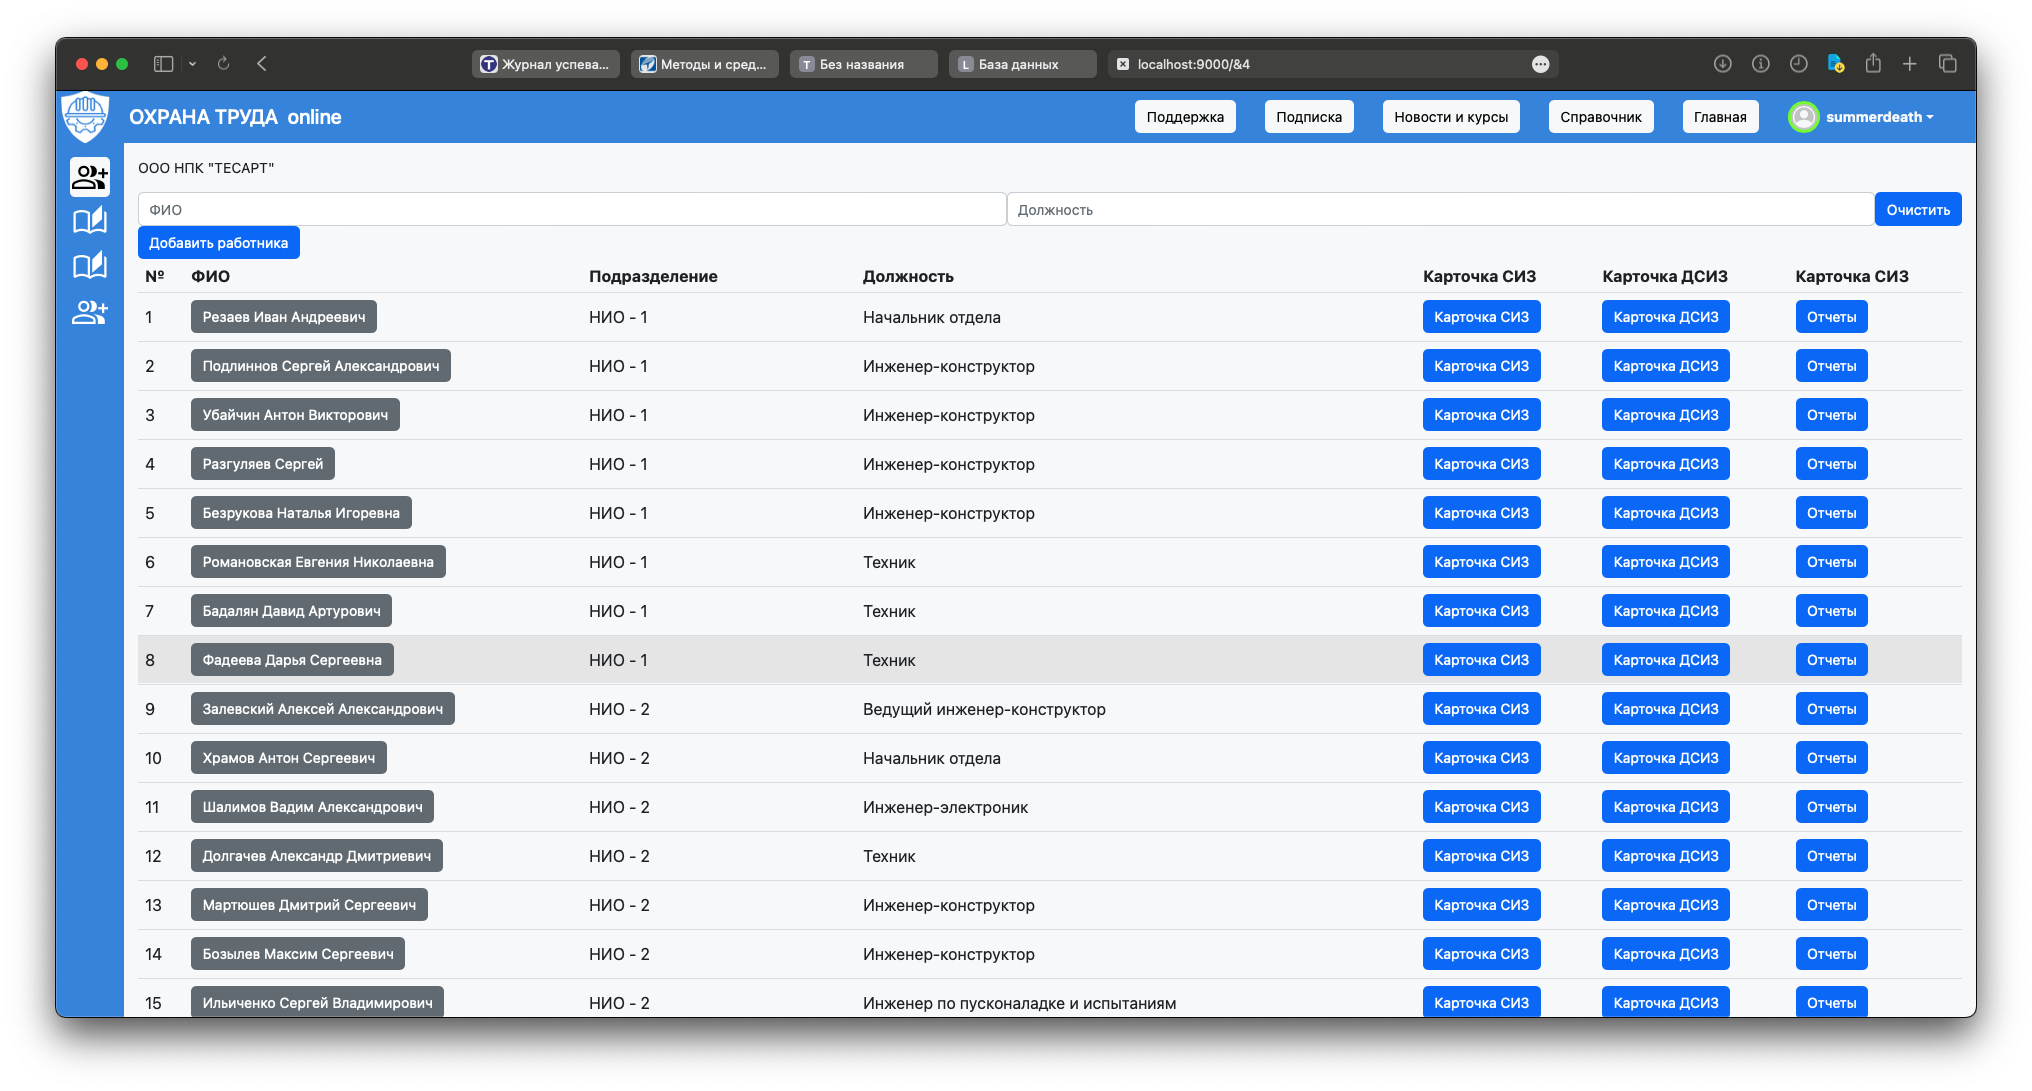 Журнал успева... Методы и сред... Без названия База данных localhost:9000/&4
ОХРАНА ТРУДА online Поддержка Подписка Новости и курсы Справочник Главная summerdeath
ООО НПК "ТЕСАРТ"
ФИО Должность Очистить
Добавить работника
№ ФИО Подразделение Должность Карточка СИЗ Карточка ДСИЗ Карточка СИЗ
1 Резаев Иван Андреевич НИО - 1 Начальник отдела Карточка СИЗ Карточка ДСИЗ Отчеты
2 Подлиннов Сергей Александрович НИО - 1 Инженер-конструктор Карточка СИЗ Карточка ДСИЗ Отчеты
3 Убайчин Антон Викторович НИО - 1 Инженер-конструктор Карточка СИЗ Карточка ДСИЗ Отчеты
4 Разгуляев Сергей НИО - 1 Инженер-конструктор Карточка СИЗ Карточка ДСИЗ Отчеты
5 Безрукова Наталья Игоревна НИО - 1 Инженер-конструктор Карточка СИЗ Карточка ДСИЗ Отчеты
6 Романовская Евгения Николаевна НИО - 1 Техник Карточка СИЗ Карточка ДСИЗ Отчеты
7 Бадалян Давид Артурович НИО - 1 Техник Карточка СИЗ Карточка ДСИЗ Отчеты
8 Фадеева Дарья Сергеевна НИО - 1 Техник Карточка СИЗ Карточка ДСИЗ Отчеты
9 Залевский Алексей Александрович НИО - 2 Ведущий инженер-конструктор Карточка СИЗ Карточка ДСИЗ Отчеты
10 Храмов Антон Сергеевич НИО - 2 Начальник отдела Карточка СИЗ Карточка ДСИЗ Отчеты
11 Шалимов Вадим Александрович НИО - 2 Инженер-электроник Карточка СИЗ Карточка ДСИЗ Отчеты
12 Долгачев Александр Дмитриевич НИО - 2 Техник Карточка СИЗ Карточка ДСИЗ Отчеты
13 Мартюшев Дмитрий Сергеевич НИО - 2 Инженер-конструктор Карточка СИЗ Карточка ДСИЗ Отчеты
14 Бозылев Максим Сергеевич НИО - 2 Инженер-конструктор Карточка СИЗ Карточка ДСИЗ Отчеты
15 Ильиченко Сергей Владимирович НИО - 2 Инженер по пусконаладке и испытаниям Карточка СИЗ Карточка ДСИЗ Отчеты